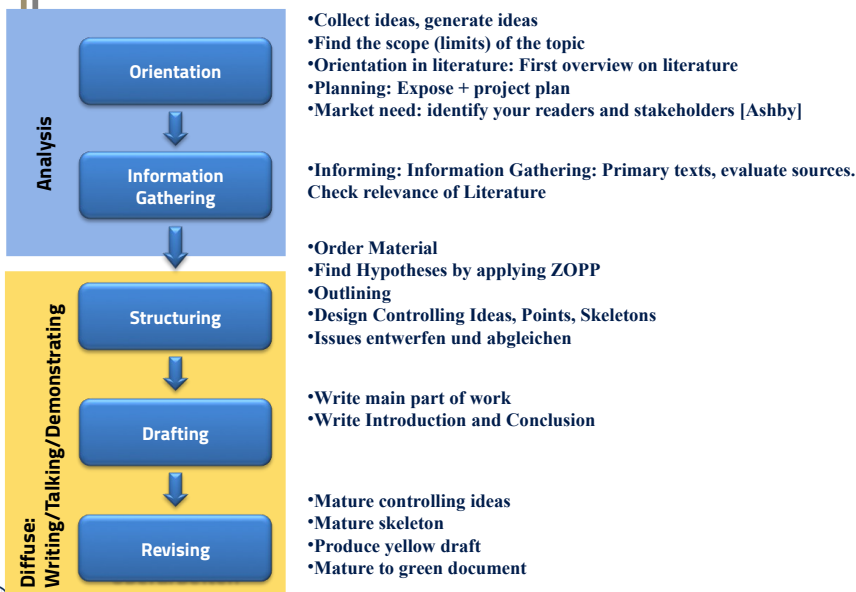 Analysis
Orientation
•Collect ideas, generate ideas
•Find the scope (limits) of the topic
•Orientation in literature: First overview on literature
•Planning: Expose + project plan
•Market need: identify your readers and stakeholders [Ashby]
Information
Gathering
•Informing: Information Gathering: Primary texts, evaluate sources.
Check relevance of Literature
Diffuse:
Writing/Talking/Demonstrating
Structuring
•Order Material
•Find Hypotheses by applying ZOPP
•Outlining
•Design Controlling Ideas, Points, Skeletons
•Issues entwerfen und abgleichen
Drafting
•Write main part of work
•Write Introduction and Conclusion
Revising
•Mature controlling ideas
•Mature skeleton
•Produce yellow draft
•Mature to green document